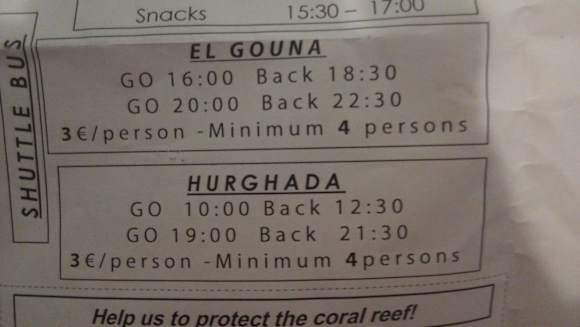 Snacks 15:30 – 17:00
SHUTTLE BUS
EL GOUNA
GO 16:00 Back 18:30
GO 20:00 Back 22:30
3€/person -Minimum 4 persons
HURGHADA
GO 10:00 Back 12:30
GO 19:00 Back 21:30
3€/person -Minimum 4persons
Help us to protect the coral reef!